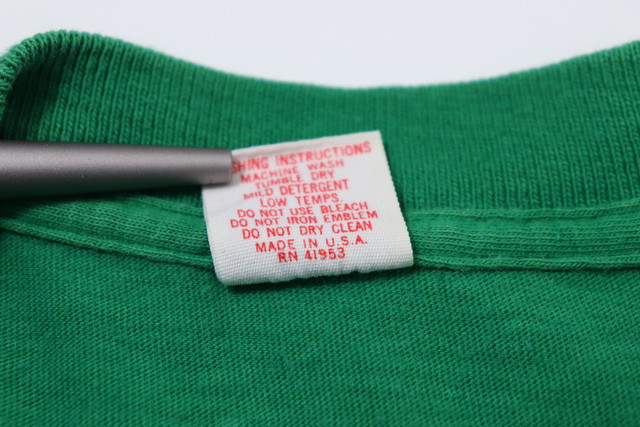 SHING INSTRUCTIONS
MACHINE WASH
TUMBLE DRY
MILD DETERGENT
LOW TEMPS.
DO NOT USE BLEACH
DO NOT IRON EMBLEM
DO NOT DRY CLEAN
MADE IN U.S.A.
RN 41953